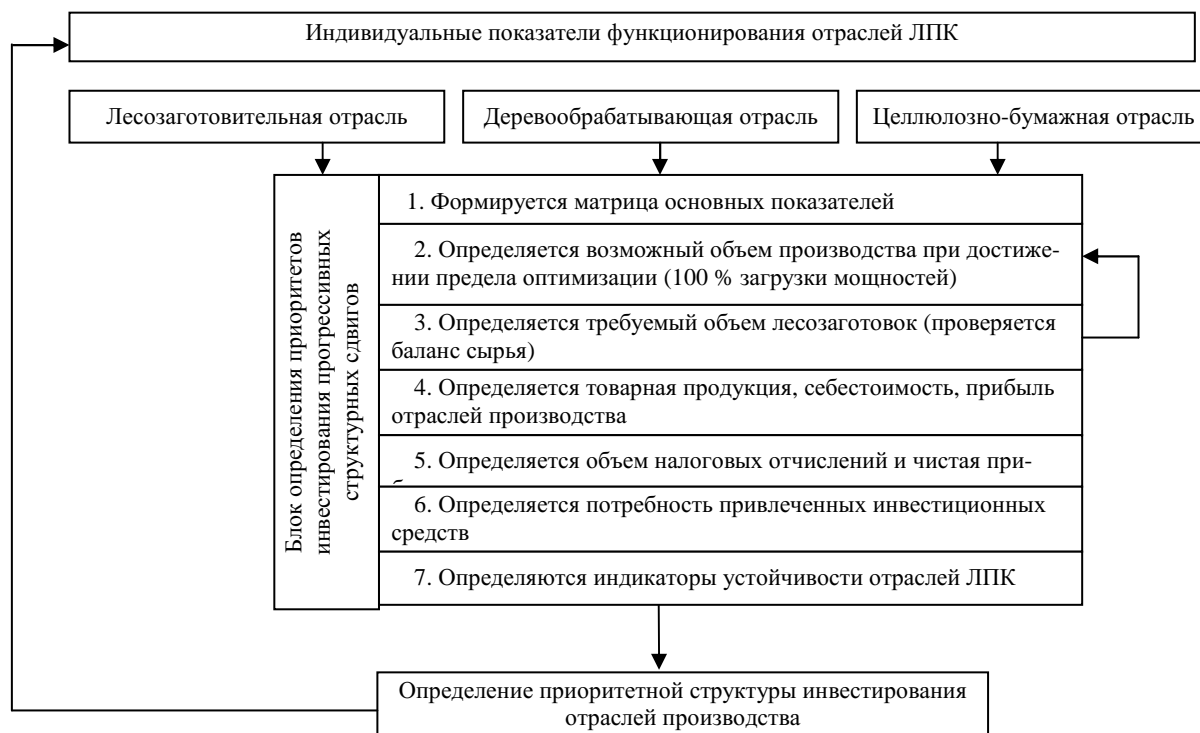 Индивидуальные показатели функционирования отраслей ЛПК
Лесозаготовительная отрасль
Деревообрабатывающая отрасль
Целлюлозно-бумажная отрасль
Блок определения приоритетов
инвестирования прогрессивных
структурных сдвигов
1. Формируется матрица основных показателей
2. Определяется возможный объем производства при достиже-
нии предела оптимизации (100 % загрузки мощностей)
3. Определяется требуемый объем лесозаготовок (проверяется
баланс сырья)
4. Определяется товарная продукция, себестоимость, прибыль
отраслей производства
5. Определяется объем налоговых отчислений и чистая при-
6. Определяется потребность привлеченных инвестиционных
средств
7. Определяются индикаторы устойчивости отраслей ЛПК
Определение приоритетной структуры инвестирования
отраслей производства